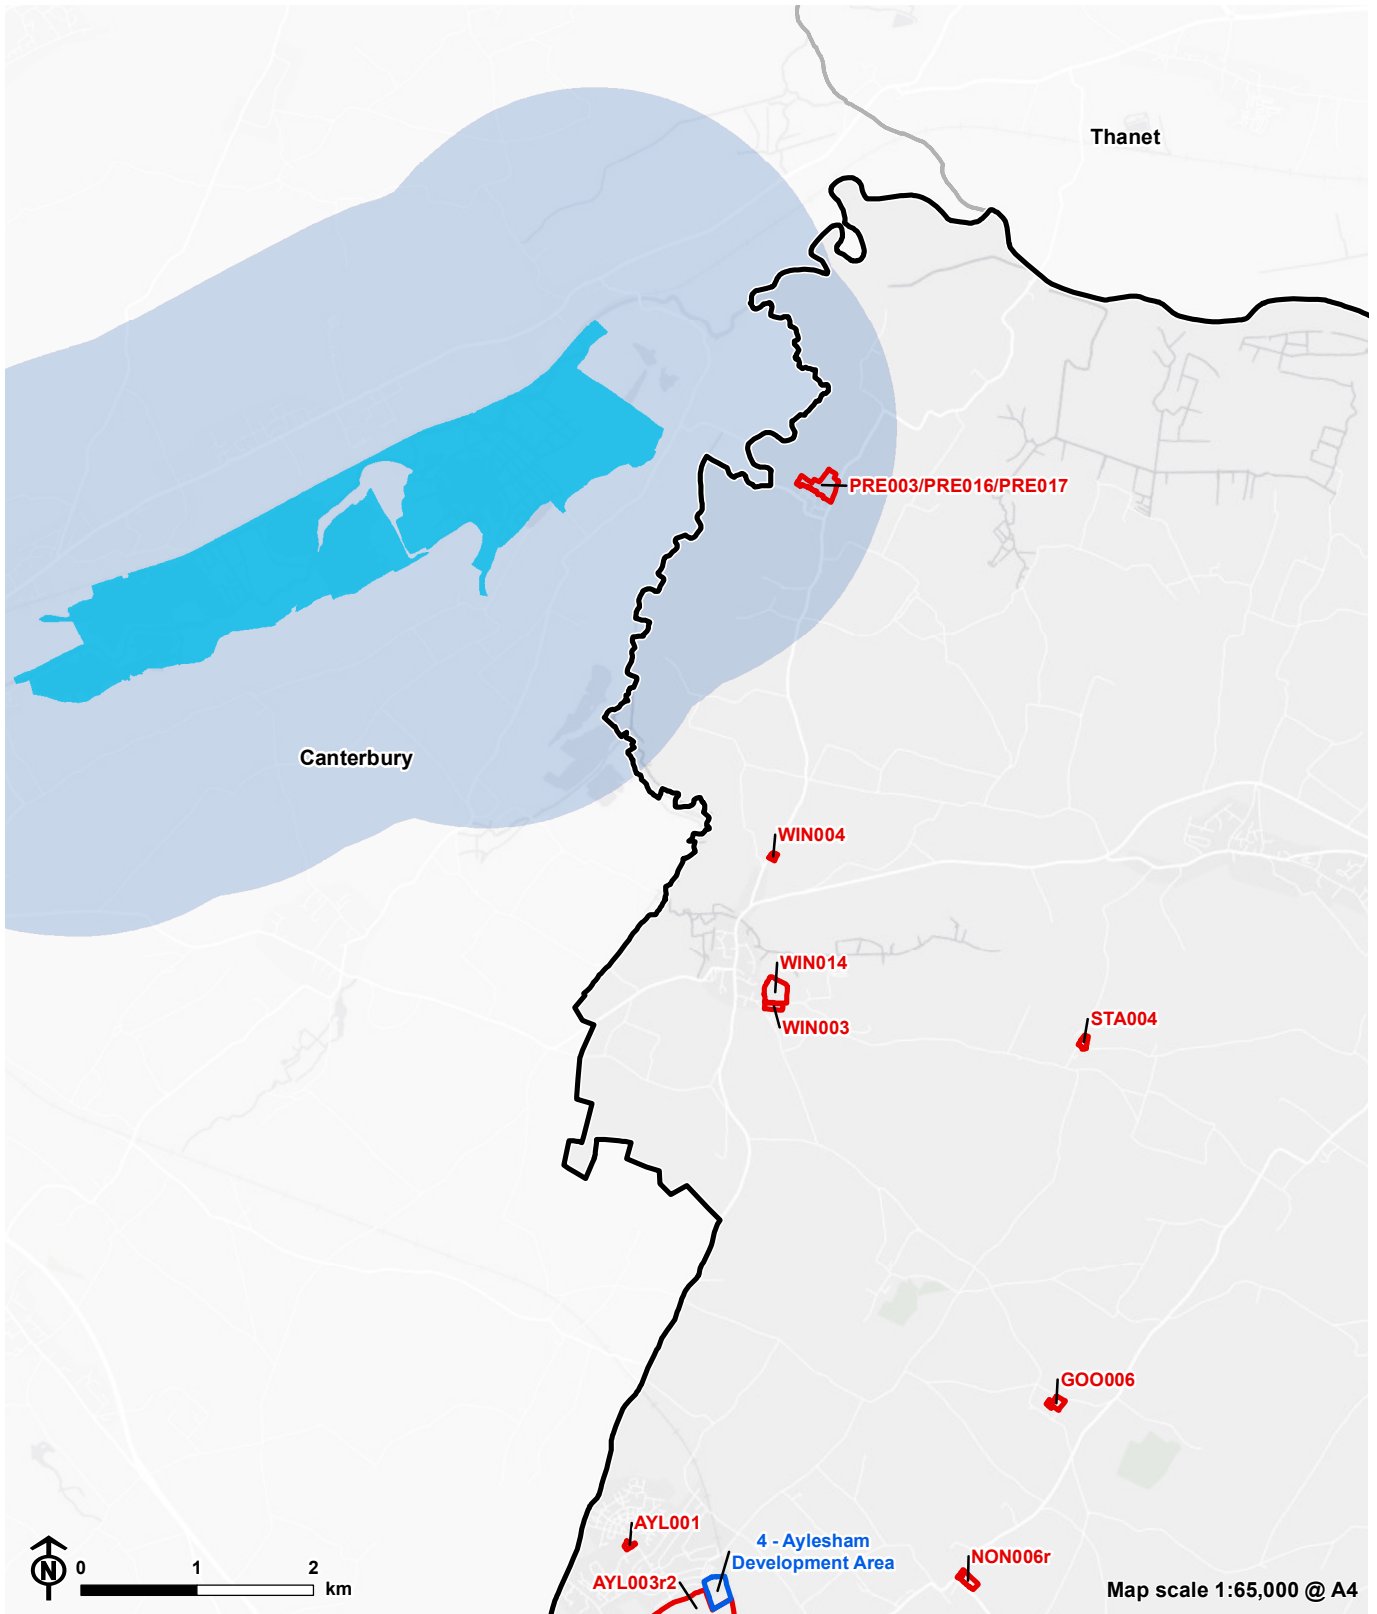 Thanet
PRE003/PRE016/PRE017
Canterbury
WIN004
WIN014
WIN003
STA004
GOO006
AYL001
4 - Aylesham
Development Area
NON006r
AYL003r2
N
0 1 2
km
Map scale 1:65,000 @ A4